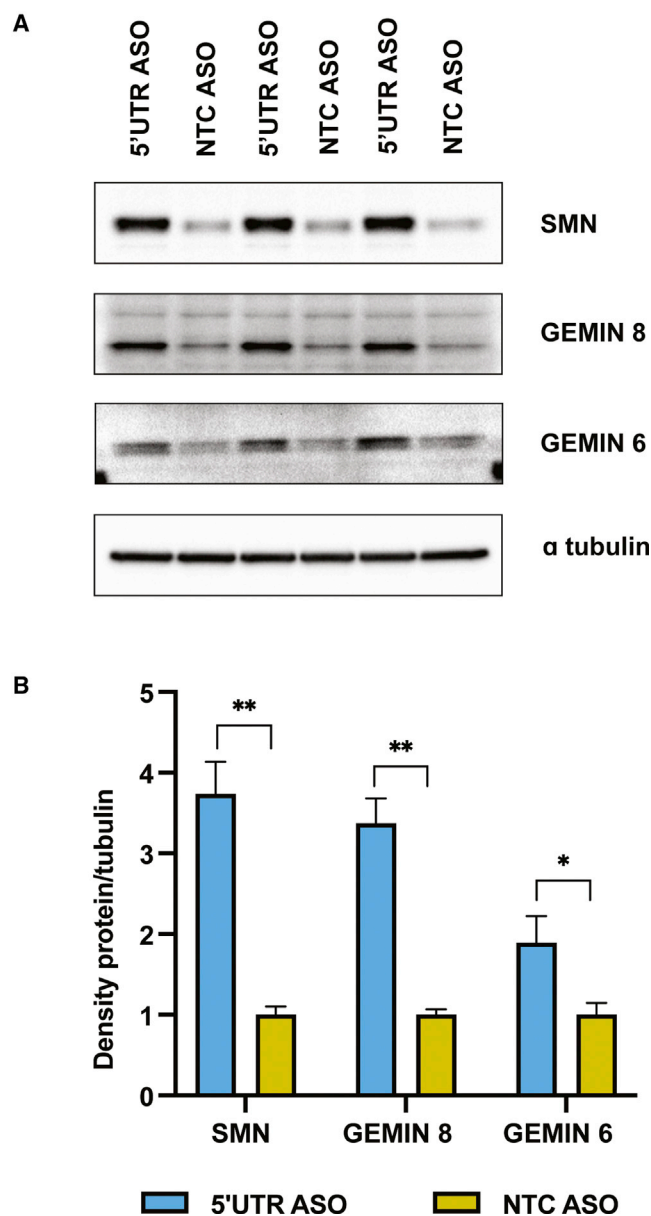 A
5'UTR ASO
NTC ASO
5'UTR ASO
NTC ASO
5'UTR ASO
NTC ASO
SMN
GEMIN 8
GEMIN 6
α tubulin
B
Density protein/tubulin
5
4
3
2
1
0
**
**
*
SMN GEMIN 8 GEMIN 6
5'UTR ASO NTC ASO